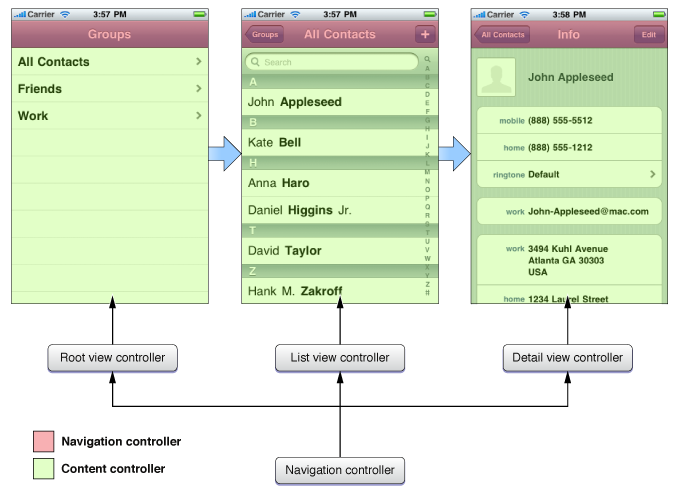 Carrier 3:57 PM
Groups
All Contacts
Friends
Work
Carrier 3:57 PM
Groups All Contacts +
Search
A
John Appleseed
B
Kate Bell
H
Anna Haro
Daniel Higgins Jr.
T
David Taylor
Z
Hank M. Zakroff
A
B
C
D
E
F
G
H
I
J
K
L
M
N
O
P
Q
R
S
T
U
V
W
X
Y
Z
#
Carrier 3:58 PM
All Contacts Info Edit
John Appleseed
mobile (888) 555-5512
home (888) 555-1212
ringtone Default
work John-Appleseed@mac.com
work 3494 Kuhl Avenue
Atlanta GA 30303
USA
home 1234 Laurel Street
Root view controller
List view controller
Detail view controller
Navigation controller
Content controller
Navigation controller